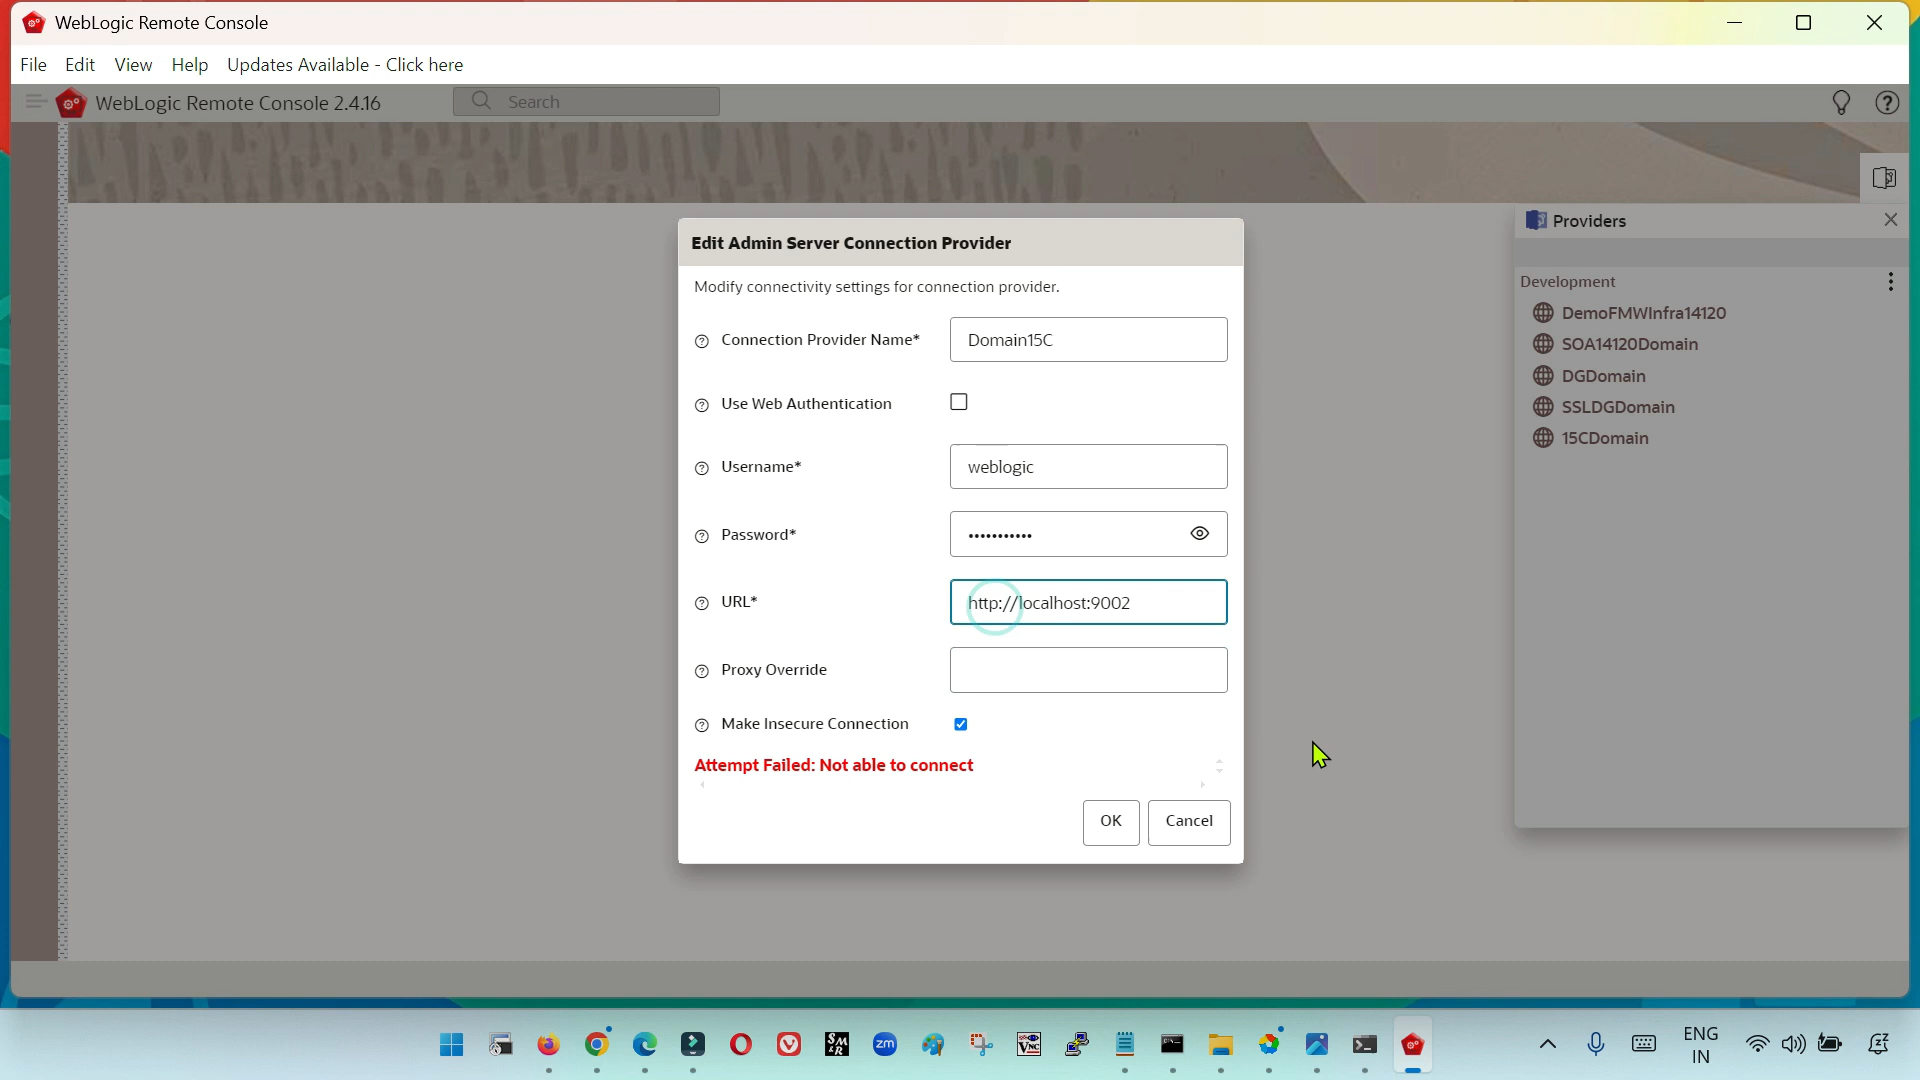 WebLogic Remote Console
File Edit View Help Updates Available - Click here
WebLogic Remote Console 2.4.16
Search
Providers
Edit Admin Server Connection Provider
Modify connectivity settings for connection provider.
Connection Provider Name* Domain15C
Use Web Authentication
Username* weblogic
Password* •••••••••••
URL* http://localhost:9002
Proxy Override
Make Insecure Connection
Attempt Failed: Not able to connect
OK Cancel
Development
DemoFMWInfra14120
SOA14120Domain
DGDomain
SSLDGDomain
15CDomain
zm
VNC
ENG
IN